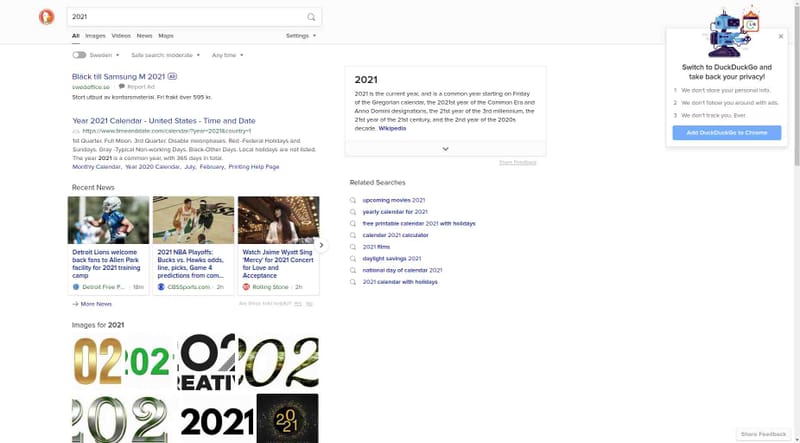 2021
All Images Videos News Maps Settings
Sweden Safe search: moderate Any time
Bläck till Samsung M 2021 Ad
swedoffice.se Report Ad
Stort utbud av kontorsmaterial. Fri frakt över 595 kr.
Year 2021 Calendar - United States - Time and Date
https://www.timeanddate.com/calendar/?year=2021&country=1
1st Quarter. Full Moon. 3rd Quarter. Disable moonphases. Red -Federal Holidays and
Sundays. Gray -Typical Non-working Days. Black-Other Days. Local holidays are not listed.
The year 2021 is a common year, with 365 days in total.
Monthly Calendar, Year 2020 Calendar, July, February, Printing Help Page
Recent News
Detroit Lions welcome
back fans to Allen Park
facility for 2021 training
camp
Detroit Free P... 18m
2021 NBA Playoffs:
Bucks vs. Hawks odds,
line, picks, Game 4
predictions from com...
CBSSports.com 2h
Watch Jaime Wyatt Sing
'Mercy' for 2021 Concert
for Love and
Acceptance
Rolling Stone 2h
More News
Are these links helpful? Yes No
Images for 2021
02
202
202
CREATIV
202
202
2021
20
21
2021
2021 is the current year, and is a common year starting on Friday
of the Gregorian calendar, the 2021st year of the Common Era and
Anno Domini designations, the 21st year of the 3rd millennium, the
21st year of the 21st century, and the 2nd year of the 2020s
decade. Wikipedia
Share Feedback
Related Searches
upcoming movies 2021
yearly calendar for 2021
free printable calendar 2021 with holidays
calendar 2021 calculator
2021 films
daylight savings 2021
national day of calendar 2021
2021 calendar with holidays
Switch to DuckDuckGo and
take back your privacy!
1 We don't store your personal info.
2 We don't follow you around with ads.
3 We don't track you. Ever.
Add DuckDuckGo to Chrome
Share Feedback